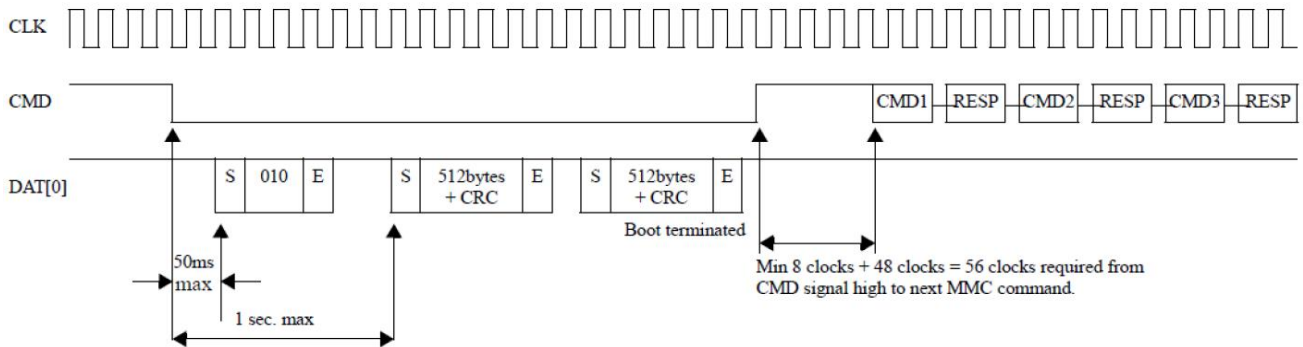 CLK
CMD
CMD1 RESP CMD2 RESP CMD3 RESP
DAT[0]
S 010 E S 512bytes + CRC E S 512bytes + CRC E
Boot terminated
50ms
max
Min 8 clocks + 48 clocks = 56 clocks required from
CMD signal high to next MMC command.
1 sec. max